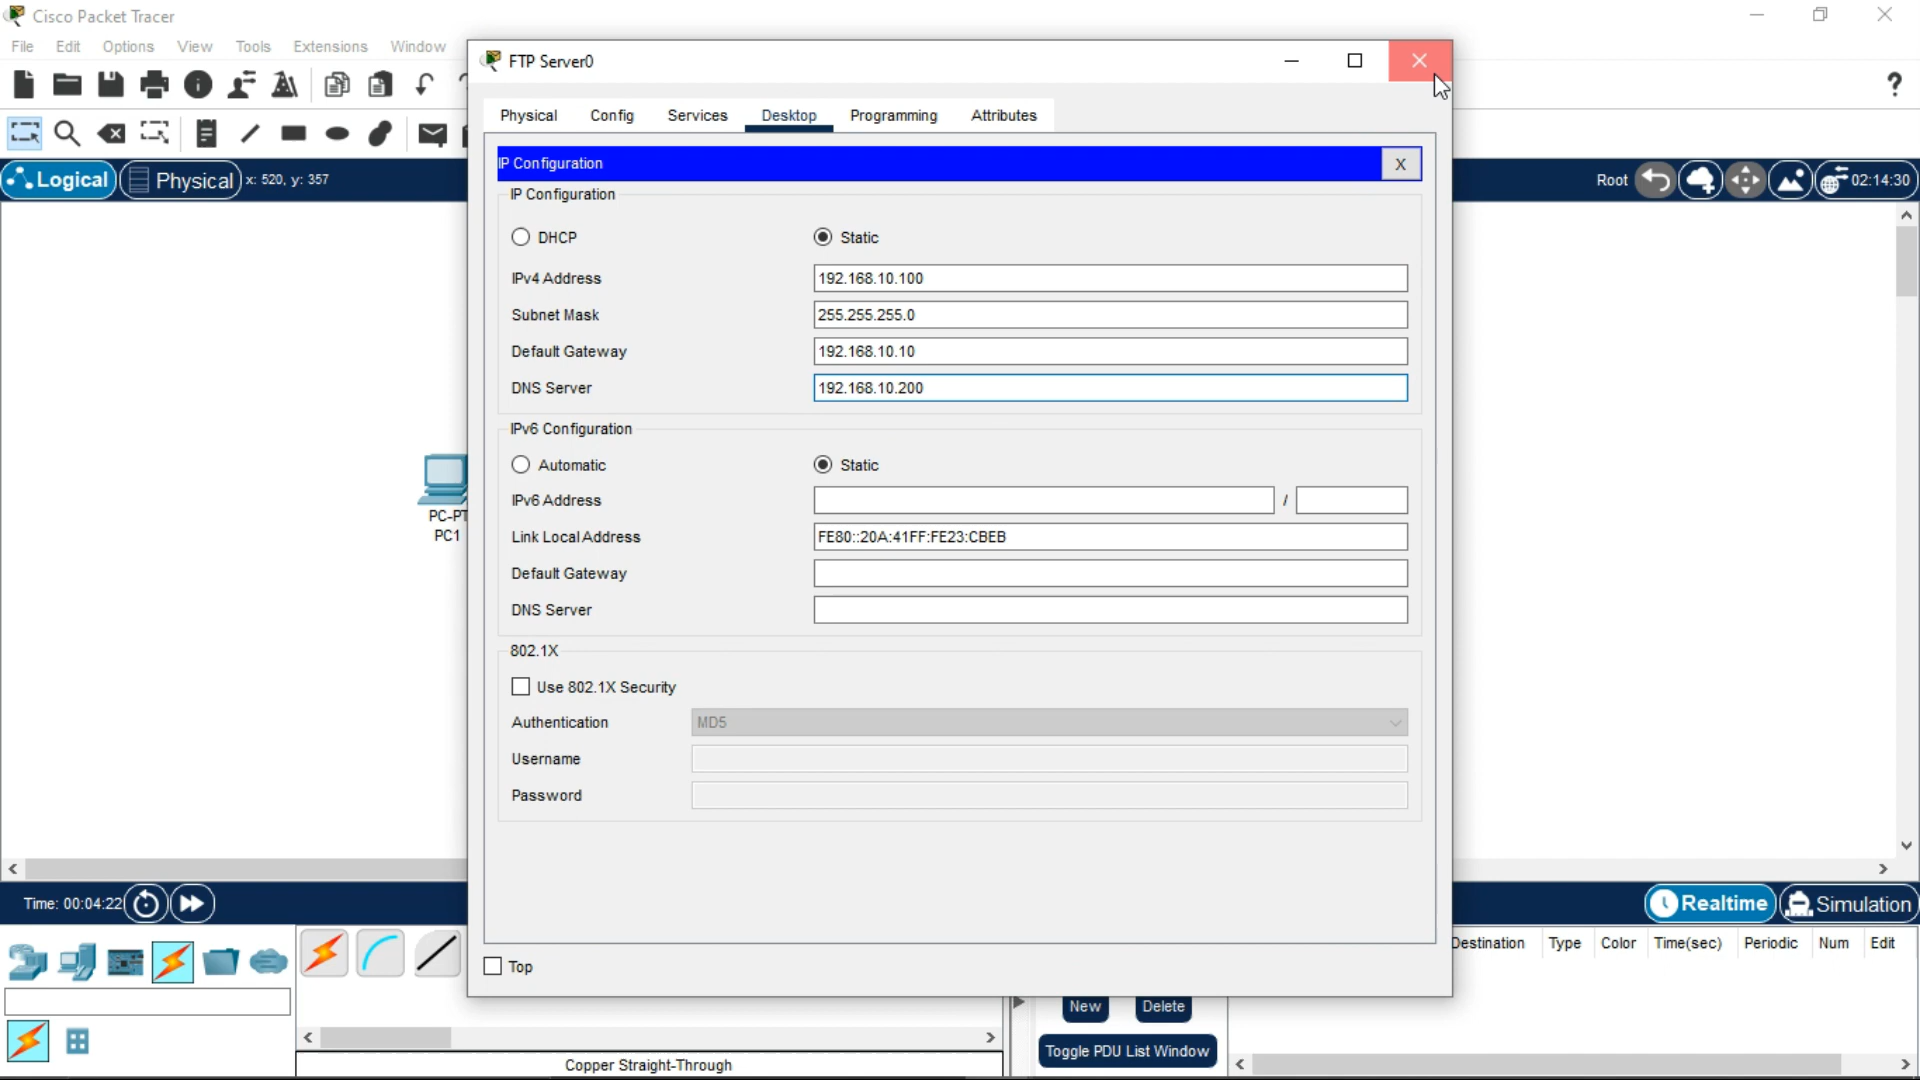 Cisco Packet Tracer
File Edit Options View Tools Extensions Window
FTP Server0
Physical Config Services Desktop Programming Attributes
Logical Physical x: 520, y: 357
Root 02:14:30
IP Configuration X
IP Configuration
DHCP Static
IPv4 Address 192.168.10.100
Subnet Mask 255.255.255.0
Default Gateway 192.168.10.10
DNS Server 192.168.10.200
IPv6 Configuration
Automatic Static
IPv6 Address /
Link Local Address FE80::20A:41FF:FE23:CBEB
Default Gateway
DNS Server
802.1X
Use 802.1X Security
Authentication MD5
Username
Password
Top
PC-PT
PC1
Time: 00:04:22
Realtime Simulation
Destination Type Color Time(sec) Periodic Num Edit
New Delete
Toggle PDU List Window
Copper Straight-Through